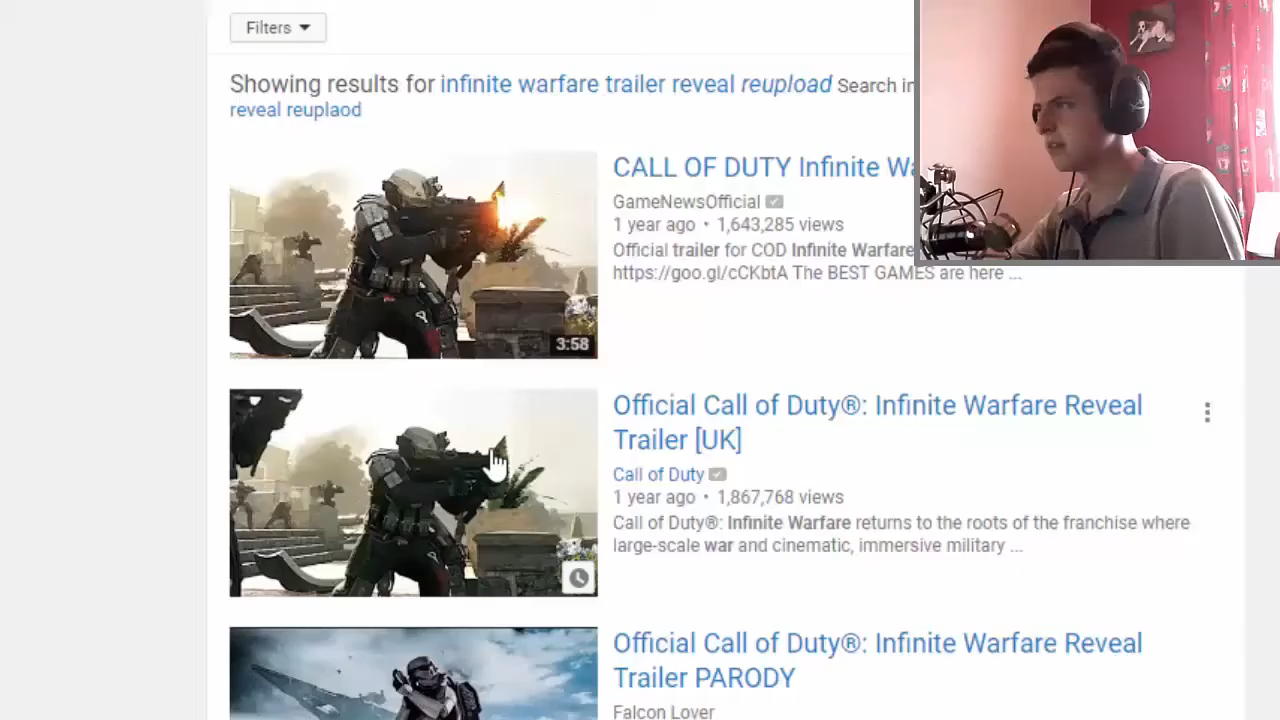 Filters
Showing results for infinite warfare trailer reveal reupload Search in
reveal reuplaod
CALL OF DUTY Infinite Wa
GameNewsOfficial
1 year ago • 1,643,285 views
Official trailer for COD Infinite Warfare
https://goo.gl/cCKbtA The BEST GAMES are here ...
3:58
Official Call of Duty®: Infinite Warfare Reveal
Trailer [UK]
Call of Duty
1 year ago • 1,867,768 views
Call of Duty®: Infinite Warfare returns to the roots of the franchise where
large-scale war and cinematic, immersive military ...
Official Call of Duty®: Infinite Warfare Reveal
Trailer PARODY
Falcon Lover